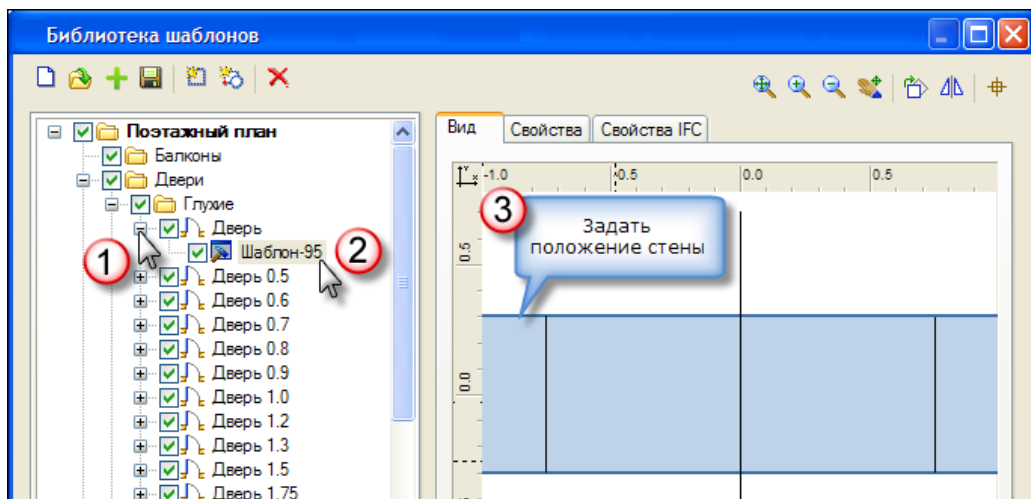 Библиотека шаблонов
Поэтажный план
Балконы
Двери
Глухие
Дверь
Шаблон-95
Дверь 0.5
Дверь 0.6
Дверь 0.7
Дверь 0.8
Дверь 0.9
Дверь 1.0
Дверь 1.2
Дверь 1.3
Дверь 1.5
Дверь 1.75
1
2
Вид Свойства Свойства IFC
Y x -1.0 -0.5 0.0 0.5
3
Задать
положение стены
0.5
0.0